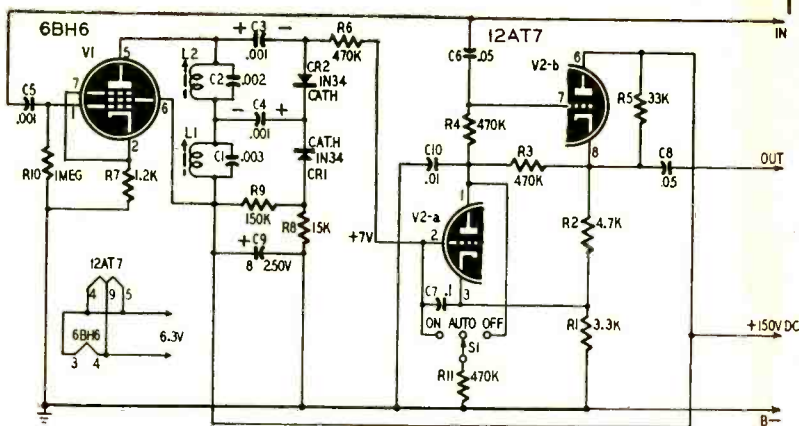 6BH6
V1
5
7
1
6
2
C5
.001
R10
1MEG
R7
1.2K
L2
C2
.002
L1
C1
.003
+ C3 -
.001
- C4 +
.001
CR2
1N34
CATH
CATH
1N34
CR1
R9
150K
R8
15K
+ C9
8 250V
R6
470K
+7V
12AT7
4 9 5
6BH6
3 4
6.3V
IN
12AT7
C6
.05
V2-b
6
7
8
R5
33K
R4
470K
C10
.01
R3
470K
C8
.05
OUT
1
V2-a
2
3
R2
4.7K
C7 .1
ON AUTO OFF
S1
R11
470K
R1
3.3K
+150V DC
B-